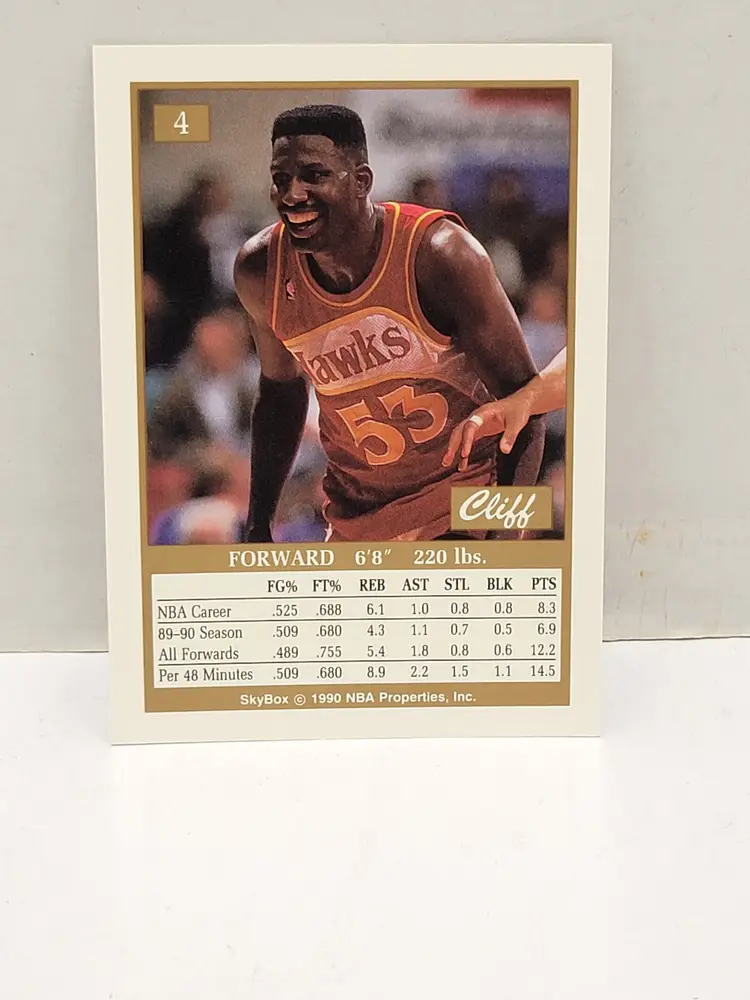 4
Hawks
53
Cliff
FORWARD 6'8" 220 lbs.
FG% FT% REB AST STL BLK PTS
NBA Career .525 .688 6.1 1.0 0.8 0.8 8.3
89–90 Season .509 .680 4.3 1.1 0.7 0.5 6.9
All Forwards .489 .755 5.4 1.8 0.8 0.6 12.2
Per 48 Minutes .509 .680 8.9 2.2 1.5 1.1 14.5
SkyBox © 1990 NBA Properties, Inc.